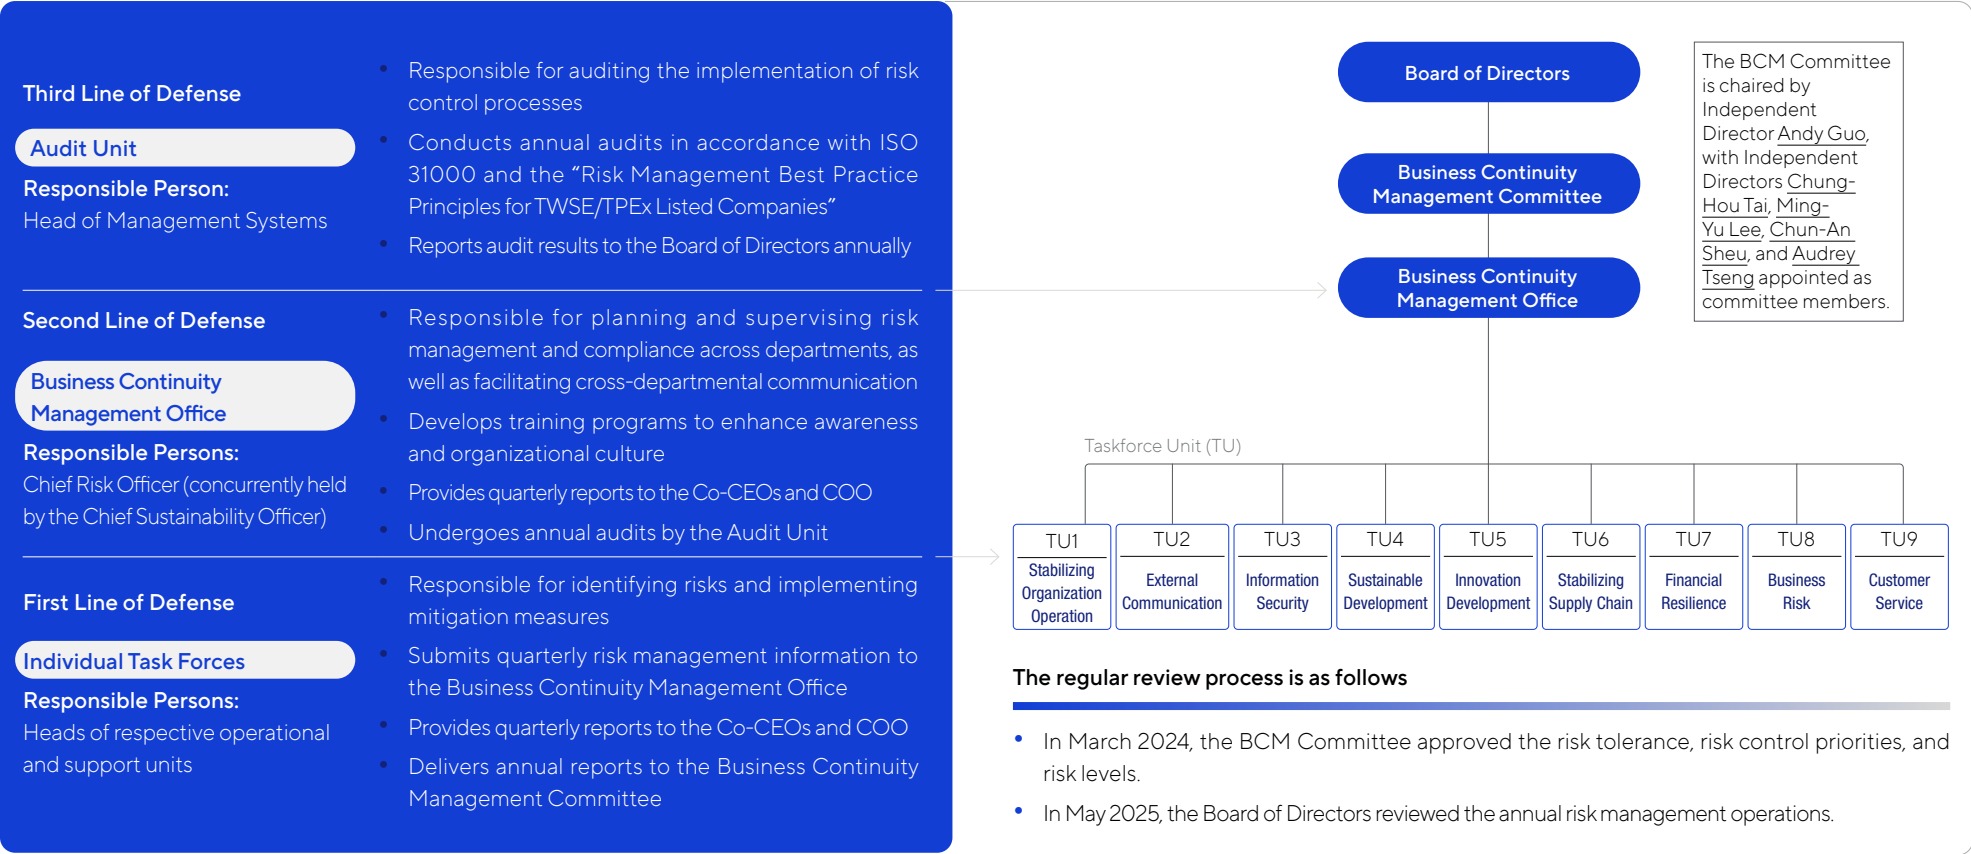 Third Line of Defense
Audit Unit
Responsible Person:
Head of Management Systems
• Responsible for auditing the implementation of risk
control processes
• Conducts annual audits in accordance with ISO
31000 and the “Risk Management Best Practice
Principles for TWSE/TPEx Listed Companies”
• Reports audit results to the Board of Directors annually
Second Line of Defense
Business Continuity
Management Office
Responsible Persons:
Chief Risk Officer (concurrently held
by the Chief Sustainability Officer)
• Responsible for planning and supervising risk
management and compliance across departments, as
well as facilitating cross-departmental communication
• Develops training programs to enhance awareness
and organizational culture
• Provides quarterly reports to the Co-CEOs and COO
• Undergoes annual audits by the Audit Unit
First Line of Defense
Individual Task Forces
Responsible Persons:
Heads of respective operational
and support units
• Responsible for identifying risks and implementing
mitigation measures
• Submits quarterly risk management information to
the Business Continuity Management Office
• Provides quarterly reports to the Co-CEOs and COO
• Delivers annual reports to the Business Continuity
Management Committee
Board of Directors
Business Continuity
Management Committee
Business Continuity
Management Office
The BCM Committee
is chaired by
Independent
Director Andy Guo,
with Independent
Directors Chung-
Hou Tai, Ming-
Yu Lee, Chun-An
Sheu, and Audrey
Tseng appointed as
committee members.
Taskforce Unit (TU)
TU1
Stabilizing
Organization
Operation
TU2
External
Communication
TU3
Information
Security
TU4
Sustainable
Development
TU5
Innovation
Development
TU6
Stabilizing
Supply Chain
TU7
Financial
Resilience
TU8
Business
Risk
TU9
Customer
Service
The regular review process is as follows
• In March 2024, the BCM Committee approved the risk tolerance, risk control priorities, and
risk levels.
• In May 2025, the Board of Directors reviewed the annual risk management operations.